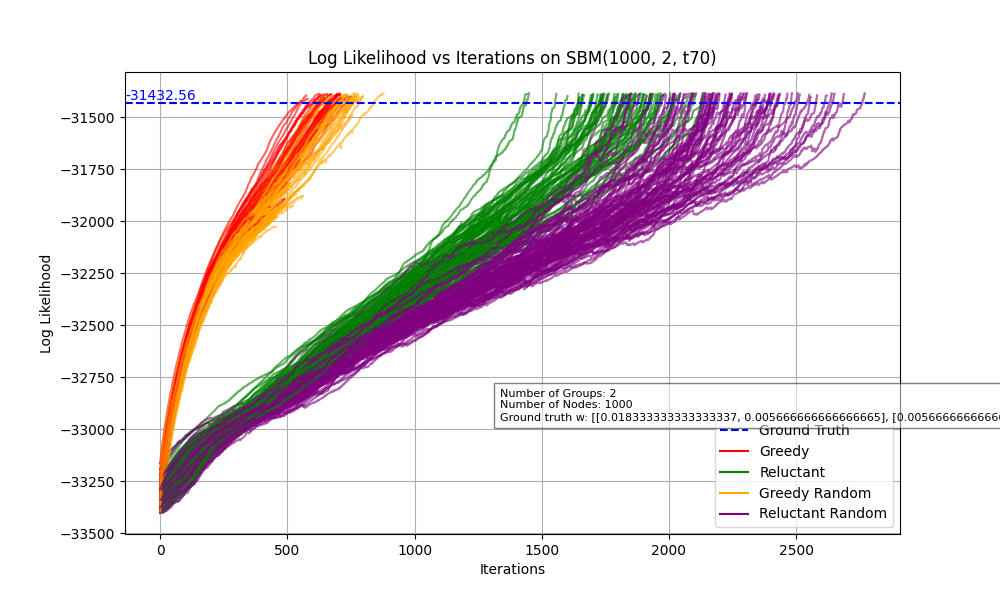 Log Likelihood vs Iterations on SBM(1000, 2, t70)
-31432.56
−31500
−31750
−32000
−32250
−32500
−32750
−33000
−33250
−33500
Log Likelihood
Number of Groups: 2
Number of Nodes: 1000
Ground truth w: [[0.018333333333333337, 0.005666666666666665], [0.005666666666666
Ground Truth
Greedy
Reluctant
Greedy Random
Reluctant Random
0 500 1000 1500 2000 2500
Iterations